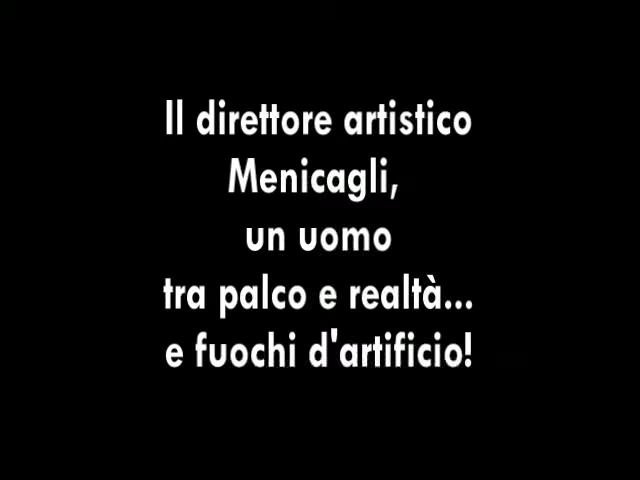 Il direttore artistico
Menicagli,
un uomo
tra palco e realtà...
e fuochi d'artificio!